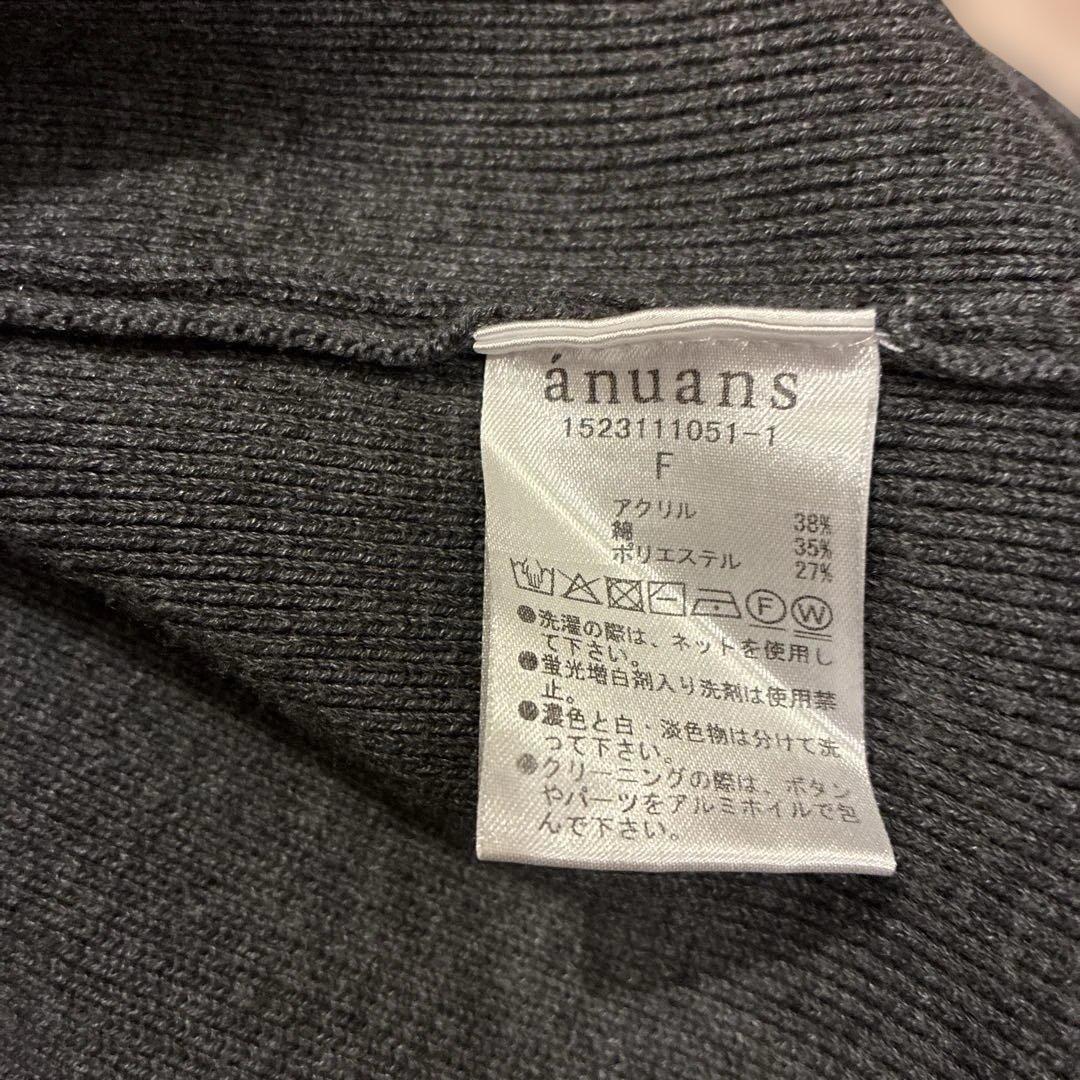 ánuans
1523111051-1
F
アクリル 38%
綿 35%
ポリエステル 27%
F W
●洗濯の際は、ネットを使用し
て下さい。
●蛍光増白剤入り洗剤は使用禁
止。
●濃色と白・淡色物は分けて洗
って下さい。
●クリーニングの際は、ボタン
やパーツをアルミホイルで包
んで下さい。